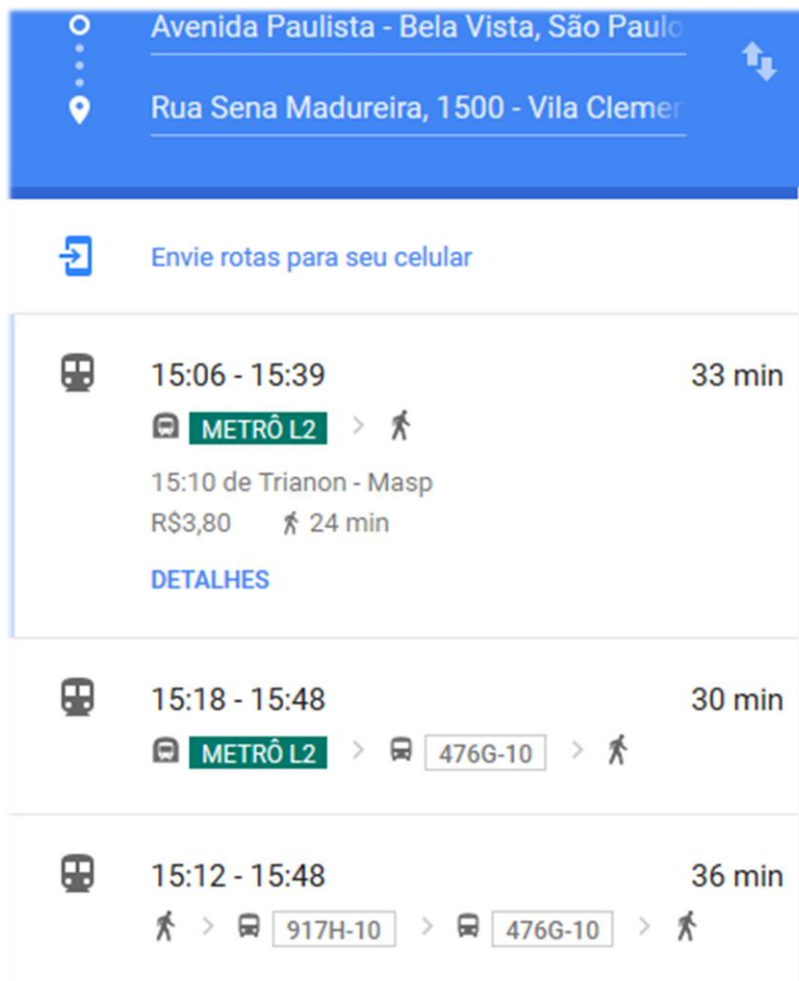 Avenida Paulista - Bela Vista, São Paulo
Rua Sena Madureira, 1500 - Vila Clemen
Envie rotas para seu celular
15:06 - 15:39 33 min
METRÔ L2
15:10 de Trianon - Masp
R$3,80 24 min
DETALHES
15:18 - 15:48 30 min
METRÔ L2 476G-10
15:12 - 15:48 36 min
917H-10 476G-10